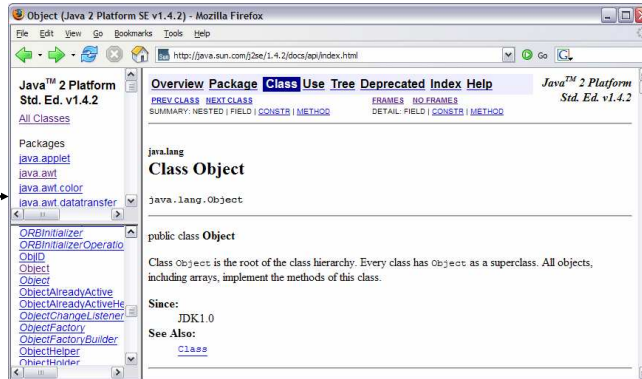 Object (Java 2 Platform SE v1.4.2) - Mozilla Firefox
File Edit View Go Bookmarks Tools Help
http://java.sun.com/j2se/1.4.2/docs/api/index.html Go G
Java™ 2 Platform
Std. Ed. v1.4.2
All Classes
Packages
java.applet
java.awt
java.awt.color
java.awt.datatransfer
ORBInitializer
ORBInitializerOperatio
ObjID
Object
Object
ObjectAlreadyActive
ObjectAlreadyActiveHe
ObjectChangeListener
ObjectFactory
ObjectFactoryBuilder
ObjectHelper
ObjectHolder
Overview Package Class Use Tree Deprecated Index Help
Java™ 2 Platform
Std. Ed. v1.4.2
PREV CLASS NEXT CLASS
FRAMES NO FRAMES
SUMMARY: NESTED | FIELD | CONSTR | METHOD
DETAIL: FIELD | CONSTR | METHOD
java.lang
Class Object
java.lang.Object
public class Object
Class Object is the root of the class hierarchy. Every class has Object as a superclass. All objects,
including arrays, implement the methods of this class.
Since:
JDK1.0
See Also:
Class